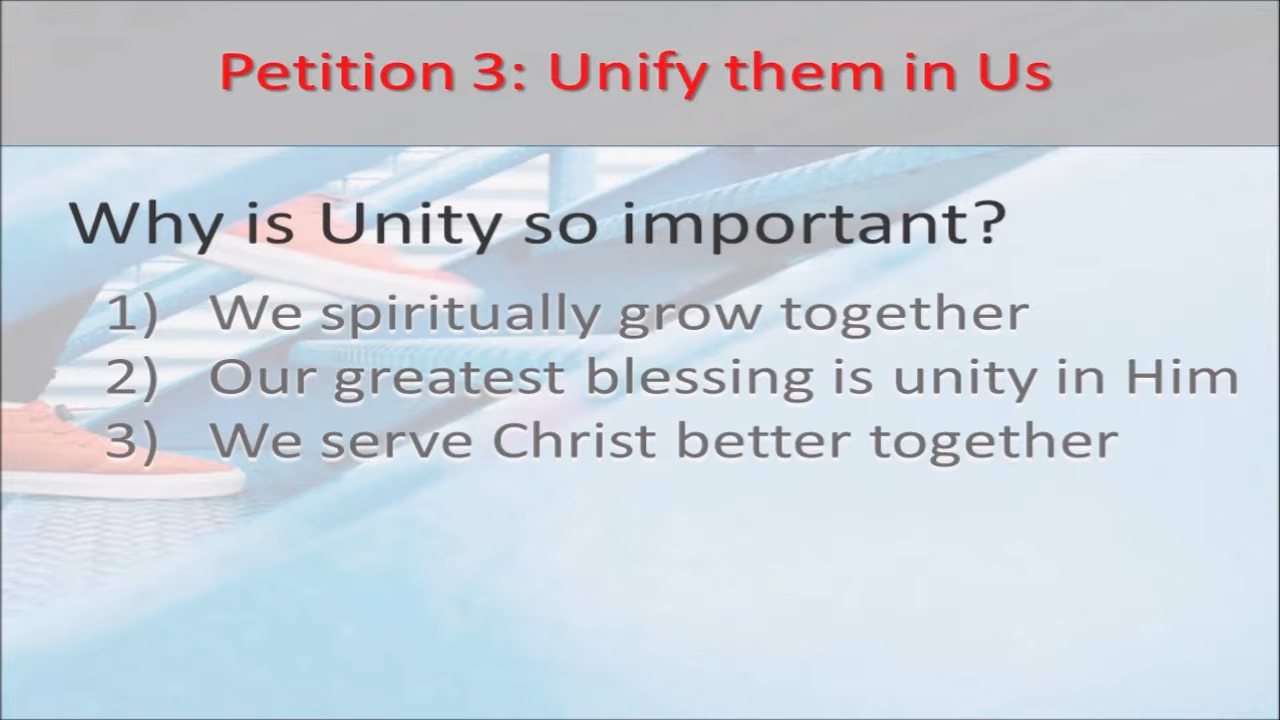 Petition 3: Unify them in Us
Why is Unity so important?
1) We spiritually grow together
2) Our greatest blessing is unity in Him
3) We serve Christ better together